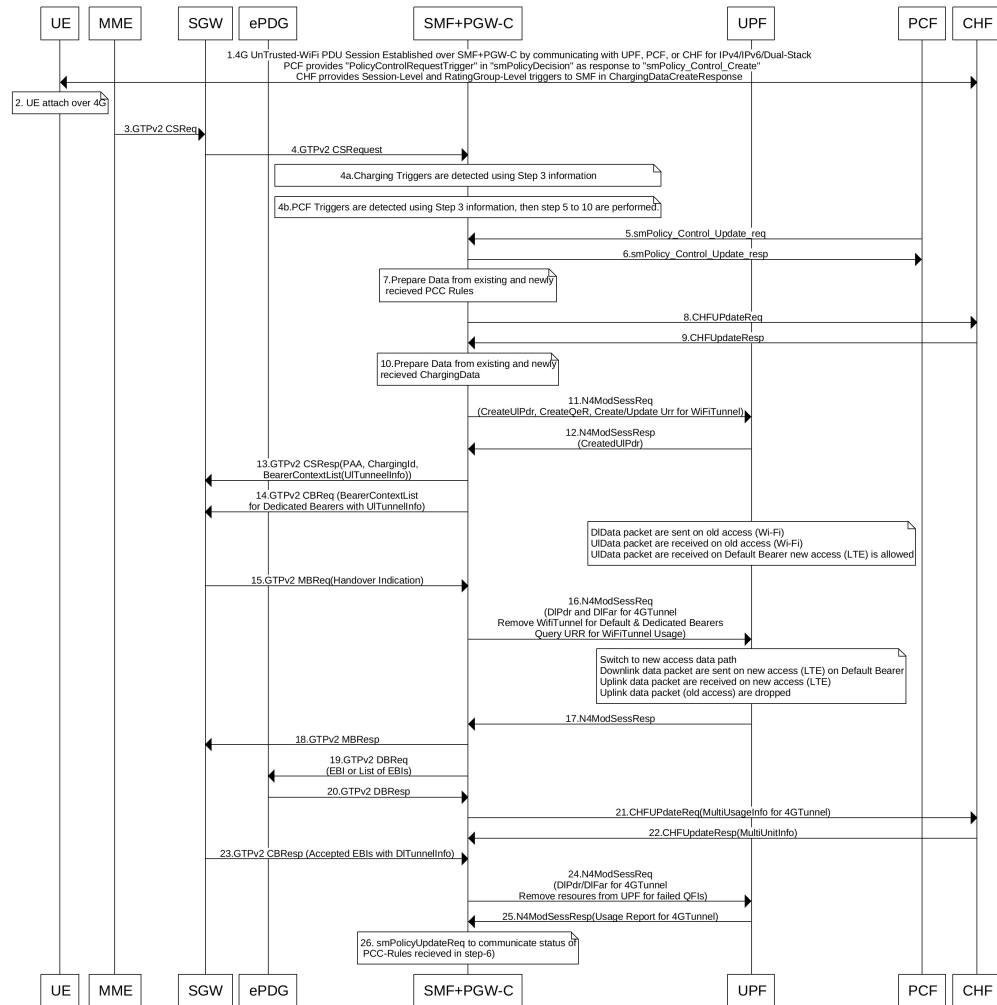 UE MME SGW ePDG SMF+PGW-C UPF PCF CHF
1.4G UnTrusted-WiFi PDU Session Established over SMF+PGW-C by communicating with UPF, PCF, or CHF for IPv4/IPv6/Dual-Stack
PCF provides "PolicyControlRequestTrigger" in "smPolicyDecision" as response to "smPolicy_Control_Create"
CHF prpvides Session-Level and RatingGroup-Level triggers to SMF in ChargingDataCreateResponse
2. UE attach over 4G
3.GTPv2 CSReq
4.GTPv2 CSRequest
4a.Charging Triggers are detected using Step 3 information
4b.PCF Triggers are detected using Step 3 information, then step 5 to 10 are performed.
5.smPolicy_Control_Update_req
6.smPolicy_Control_Update_resp
7.Prepare Data from existing and newly
recieved PCC Rules
8.CHFUPdateReq
9.CHFUpdateResp
10.Prepare Data from existing and newly
recieved ChargingData
11.N4ModSessReq
(CreateUlPdr, CreateQeR, Create/Update Urr for WiFiTunnel)
12.N4ModSessResp
(CreatedUlPdr)
13.GTPv2 CSResp(PAA, ChargingId,
BearerContextList(UlTunneelInfo))
14.GTPv2 CBReq (BearerContextList
for Dedicated Bearers with UlTunnelInfo)
DlData packet are sent on old access (Wi-Fi)
UlData packet are received on old access (Wi-Fi)
UlData packet are received on Default Bearer new access (LTE) is allowed
15.GTPv2 MBReq(Handover Indication)
16.N4ModSessReq
(DlPdr and DlFar for 4GTunnel
Remove WifiTunnel for Default & Dedicated Bearers
Query URR for WiFiTunnel Usage)
Switch to new access data path
Downlink data packet are sent on new access (LTE) on Default Bearer
Uplink data packet are received on new access (LTE)
Uplink data packet (old access) are dropped
17.N4ModSessResp
18.GTPv2 MBResp
19.GTPv2 DBReq
(EBI or List of EBIs)
20.GTPv2 DBResp
21.CHFUPdateReq(MultiUsageInfo for 4GTunnel)
22.CHFUpdateResp(MultiUnitInfo)
23.GTPv2 CBResp (Accepted EBIs with DlTunnelInfo)
24.N4ModSessReq
(DlPdr/DlFar for 4GTunnel
Remove resoures from UPF for failed QFIs)
25.N4ModSessResp(Usage Report for 4GTunnel)
26. smPolicyUpdateReq to communicate status of
PCC-Rules recieved in step-6)
UE MME SGW ePDG SMF+PGW-C UPF PCF CHF